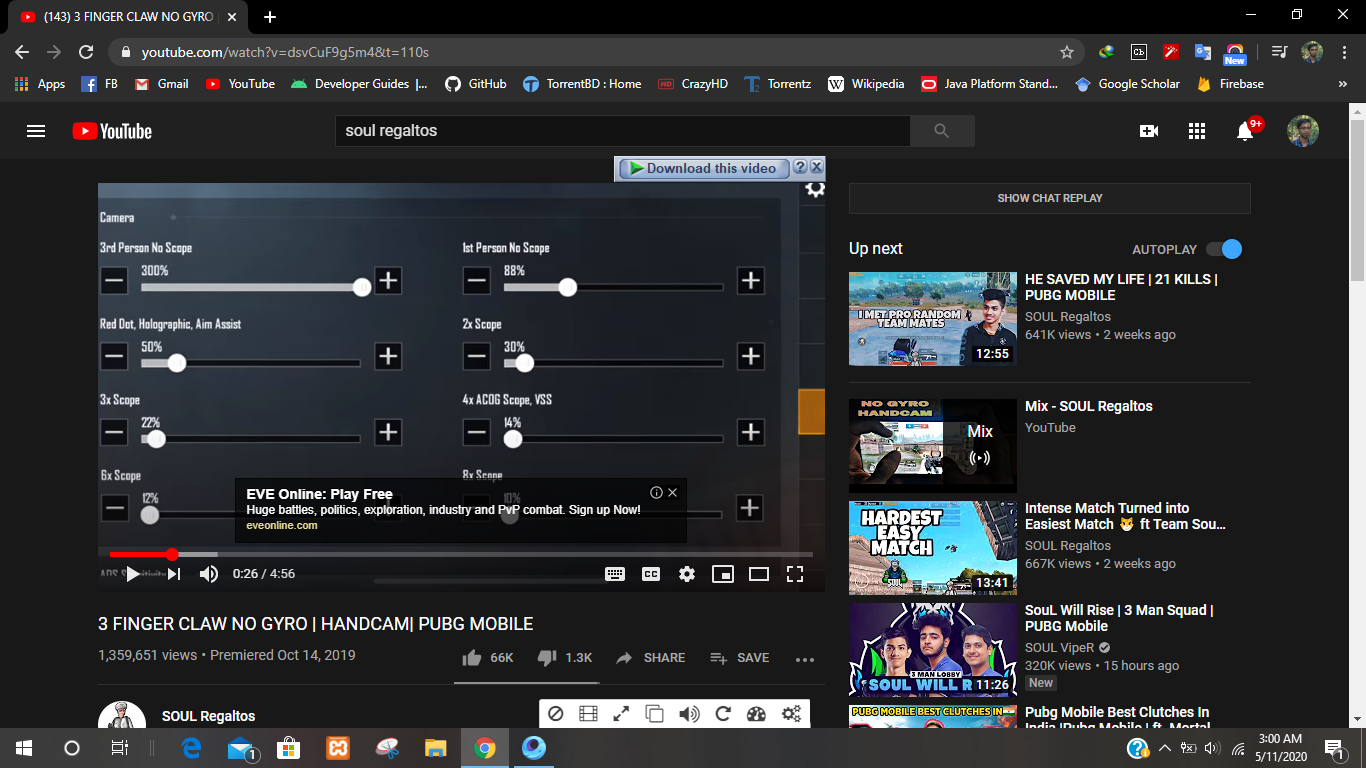 (143) 3 FINGER CLAW NO GYRO |
youtube.com/watch?v=dsvCuF9g5m4&t=110s
New
Apps FB Gmail YouTube Developer Guides |... GitHub TorrentBD : Home CrazyHD Torrentz Wikipedia Java Platform Stand... Google Scholar Firebase »
YouTube
soul regaltos
9+
Download this video ? X
Camera
3rd Person No Scope
300%
1st Person No Scope
88%
Red Dot, Holographic, Aim Assist
50%
2x Scope
30%
3x Scope
22%
4x ACOG Scope, VSS
14%
6x Scope
12%
8x Scope
10%
EVE Online: Play Free
Huge battles, politics, exploration, industry and PvP combat. Sign up Now!
eveonline.com
0:26 / 4:56
CC
3 FINGER CLAW NO GYRO | HANDCAM| PUBG MOBILE
1,359,651 views • Premiered Oct 14, 2019
66K 1.3K SHARE SAVE
SOUL Regaltos
SHOW CHAT REPLAY
Up next AUTOPLAY
I MET PRO RANDOM
TEAM MATES
12:55
HE SAVED MY LIFE | 21 KILLS |
PUBG MOBILE
SOUL Regaltos
641K views • 2 weeks ago
NO GYRO
HANDCAM
Mix
Mix - SOUL Regaltos
YouTube
HARDEST
EASY
MATCH
SOUL
13:41
Intense Match Turned into
Easiest Match 🐯 ft Team Sou...
SOUL Regaltos
667K views • 2 weeks ago
3 MAN LOBBY
SOUL WILL R
11:26
SouL Will Rise | 3 Man Squad |
PUBG Mobile
SOUL VipeR
320K views • 15 hours ago
New
PUBG MOBILE BEST CLUTCHES IN
Pubg Mobile Best Clutches In
1
3:00 AM
5/11/2020
1